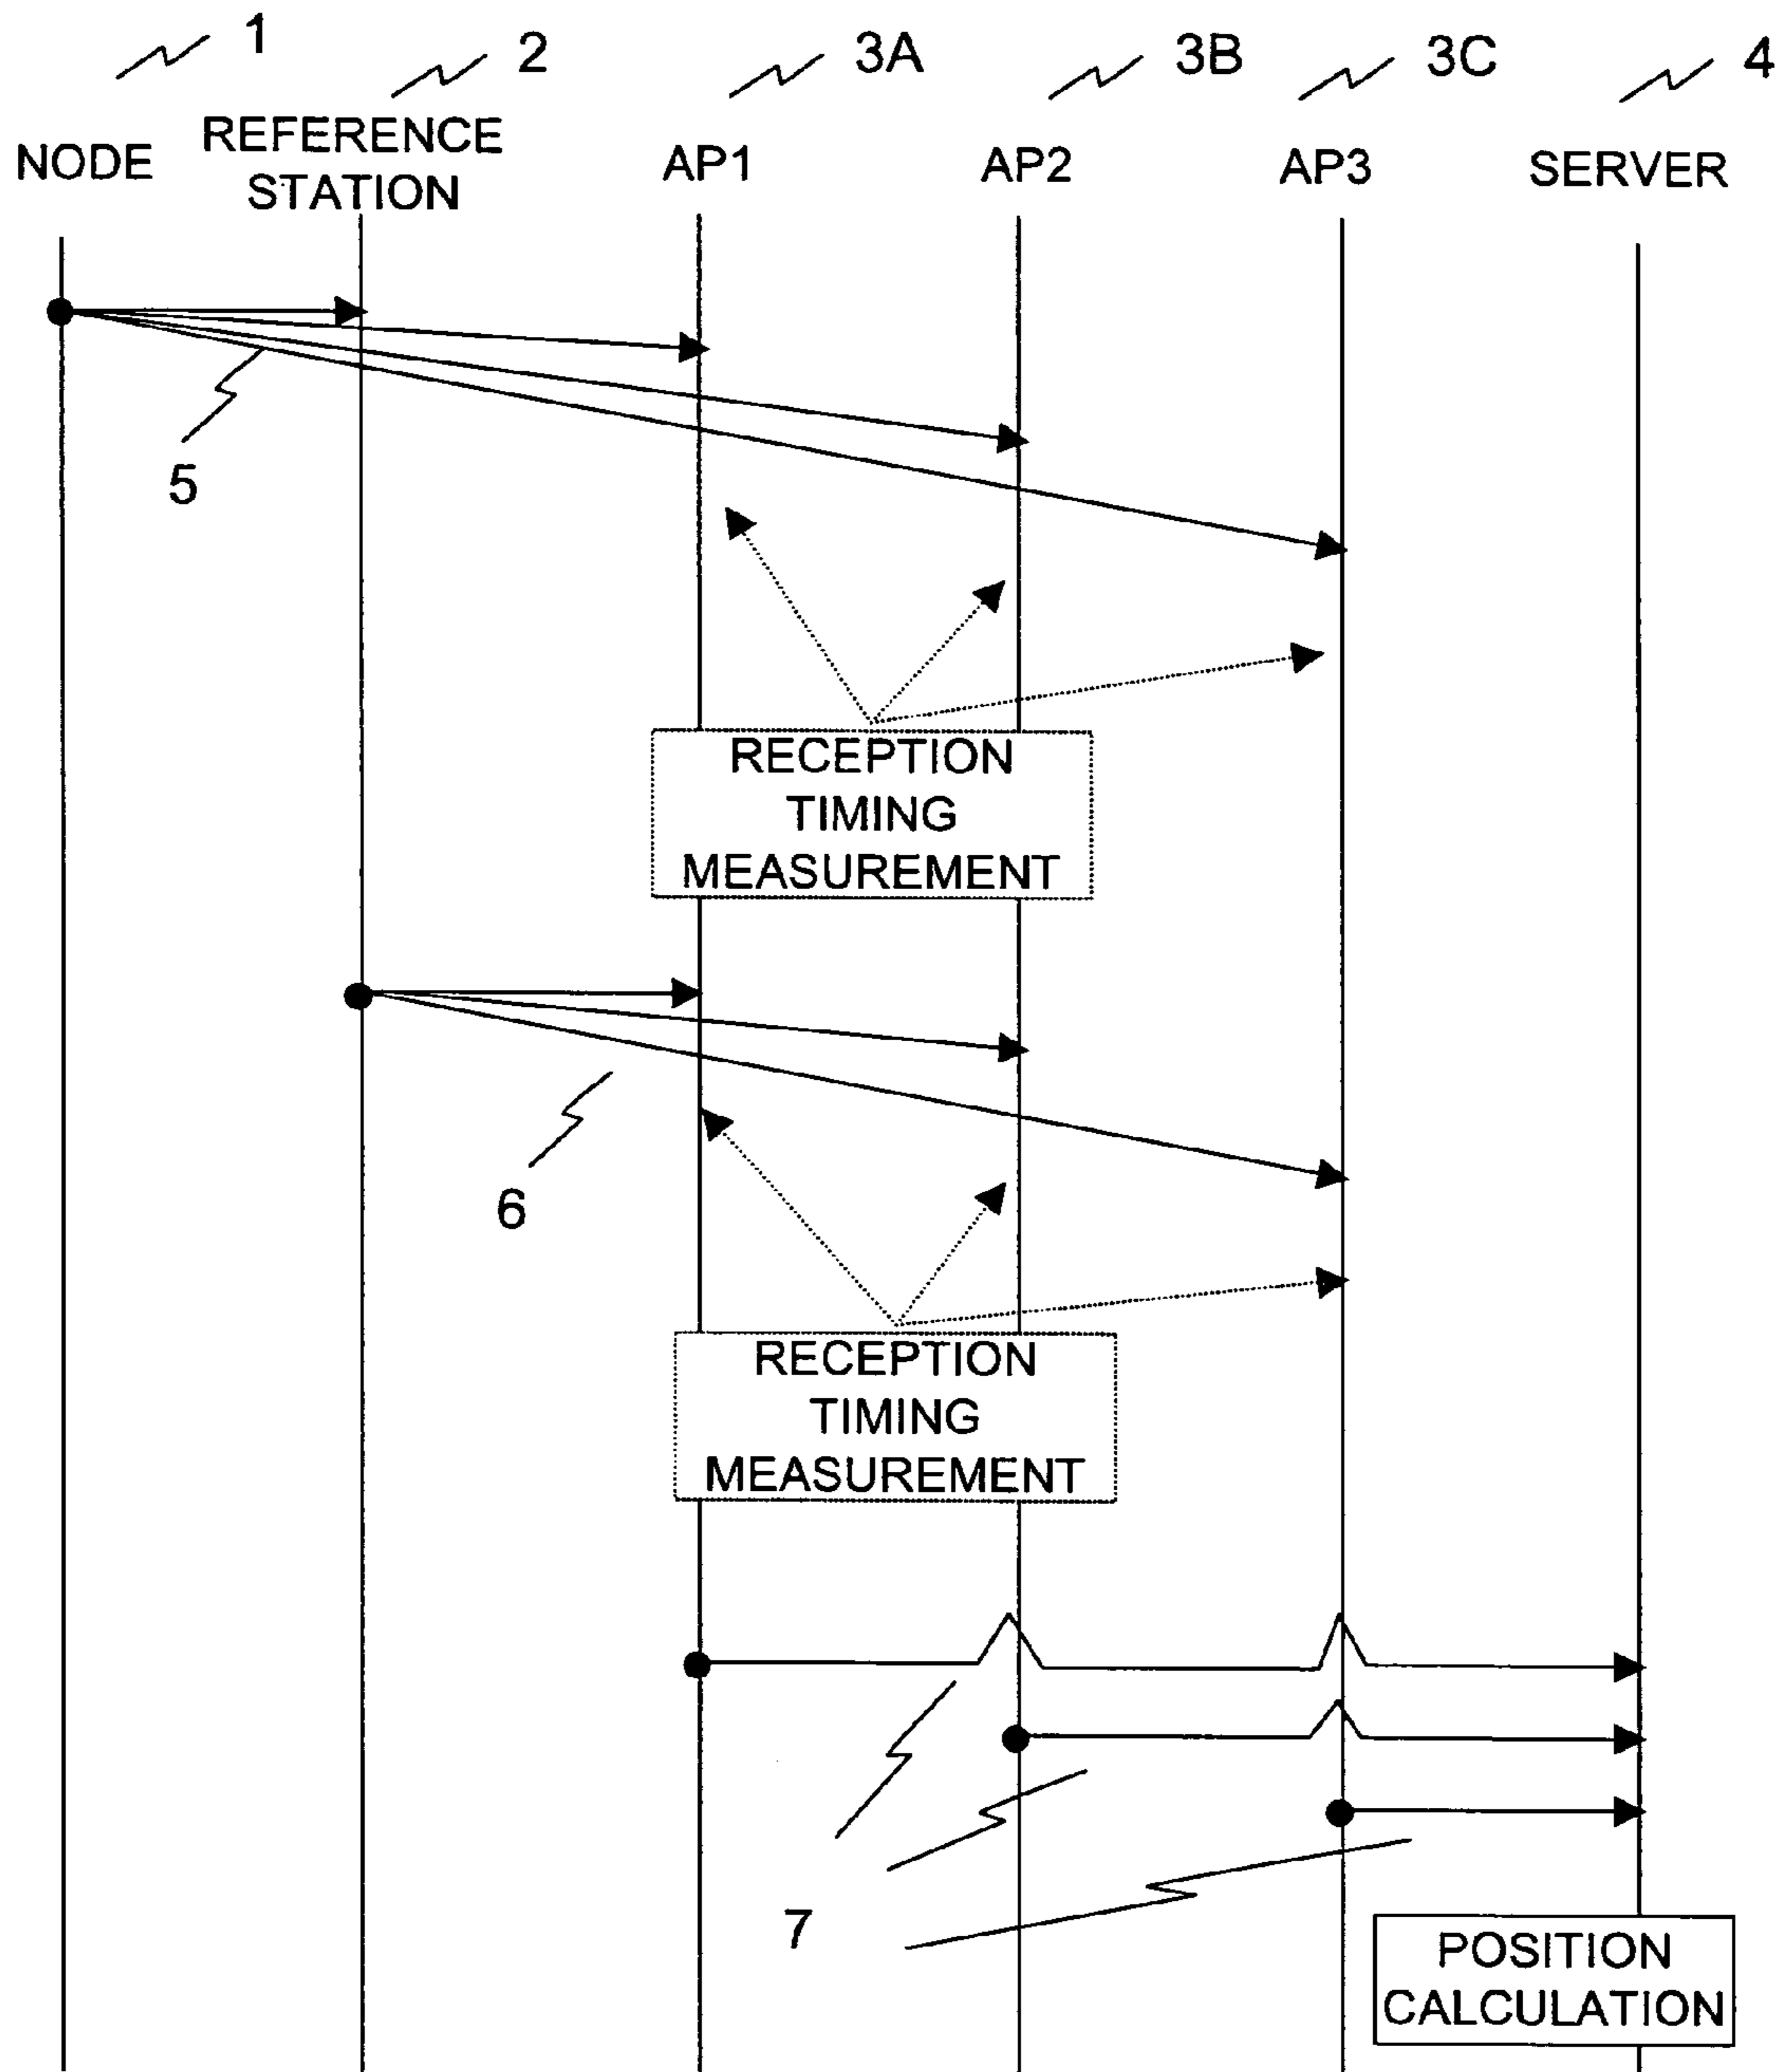 1
2
3A
3B
3C
4
NODE
REFERENCE
STATION
AP1
AP2
AP3
SERVER
5
RECEPTION
TIMING
MEASUREMENT
6
RECEPTION
TIMING
MEASUREMENT
7
POSITION
CALCULATION